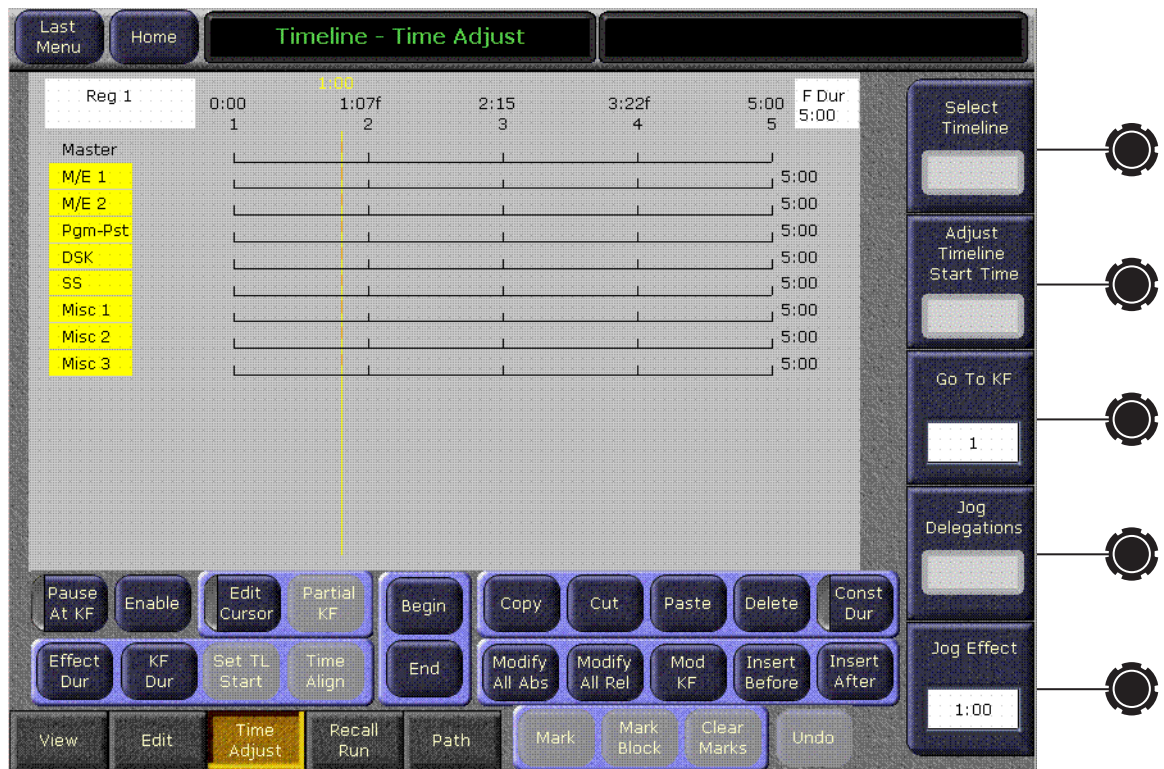 Last
Menu
Home
Timeline - Time Adjust
Reg 1
1:00
0:00 1:07f 2:15 3:22f 5:00
1 2 3 4 5
F Dur
5:00
Master
M/E 1 5:00
M/E 2 5:00
Pgm-Pst 5:00
DSK 5:00
SS 5:00
Misc 1 5:00
Misc 2 5:00
Misc 3 5:00
Select
Timeline
Adjust
Timeline
Start Time
Go To KF
1
Jog
Delegations
Jog Effect
1:00
Pause
At KF
Enable
Edit
Cursor
Partial
KF
Begin
Copy
Cut
Paste
Delete
Const
Dur
Effect
Dur
KF
Dur
Set TL
Start
Time
Align
End
Modify
All Abs
Modify
All Rel
Mod
KF
Insert
Before
Insert
After
View
Edit
Time
Adjust
Recall
Run
Path
Mark
Mark
Block
Clear
Marks
Undo